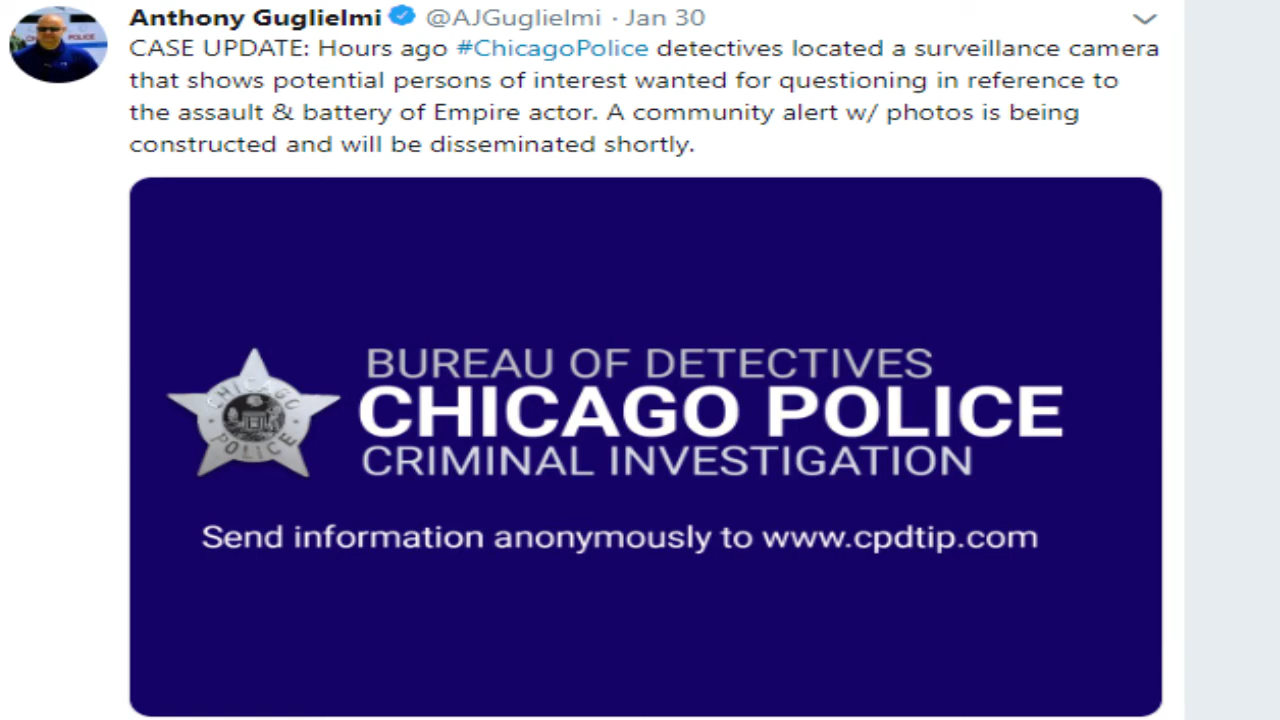 Anthony Guglielmi @AJGuglielmi · Jan 30
CASE UPDATE: Hours ago #ChicagoPolice detectives located a surveillance camera
that shows potential persons of interest wanted for questioning in reference to
the assault & battery of Empire actor. A community alert w/ photos is being
constructed and will be disseminated shortly.
BUREAU OF DETECTIVES
CHICAGO POLICE
CRIMINAL INVESTIGATION
CHICAGO
POLICE
Send information anonymously to www.cpdtip.com